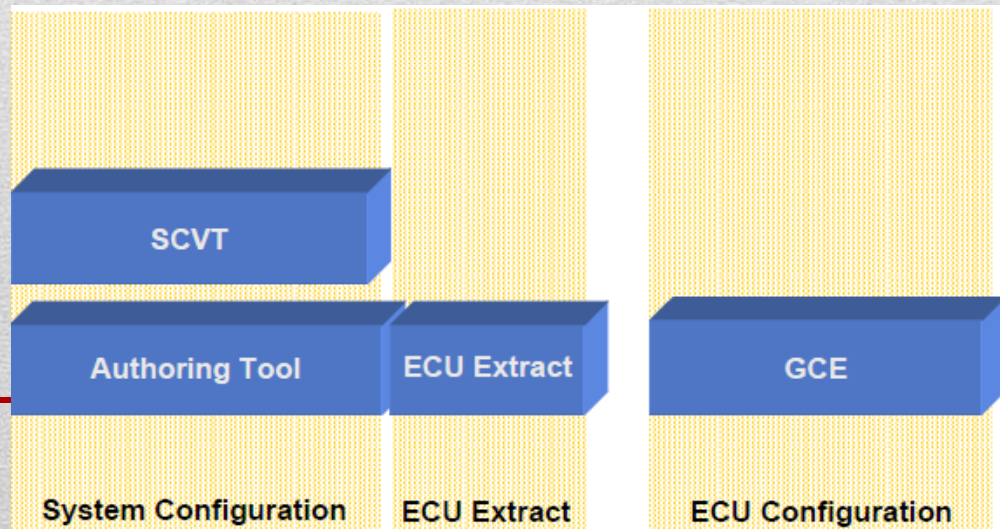 SCVT
Authoring Tool
ECU Extract
GCE
System Configuration
ECU Extract
ECU Configuration